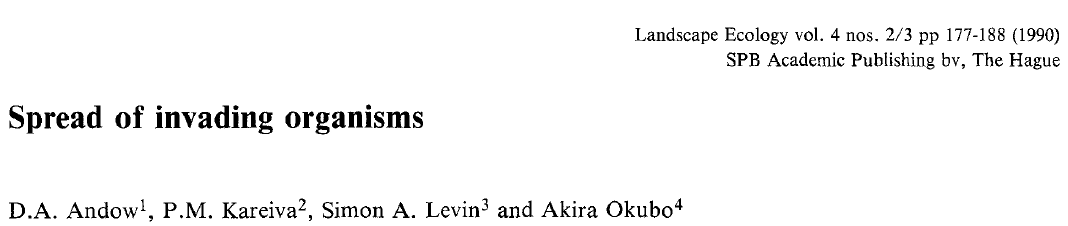 Landscape Ecology vol. 4 nos. 2/3 pp 177-188 (1990)
SPB Academic Publishing bv, The Hague
Spread of invading organisms
D.A. Andow¹, P.M. Kareiva², Simon A. Levin³ and Akira Okubo⁴